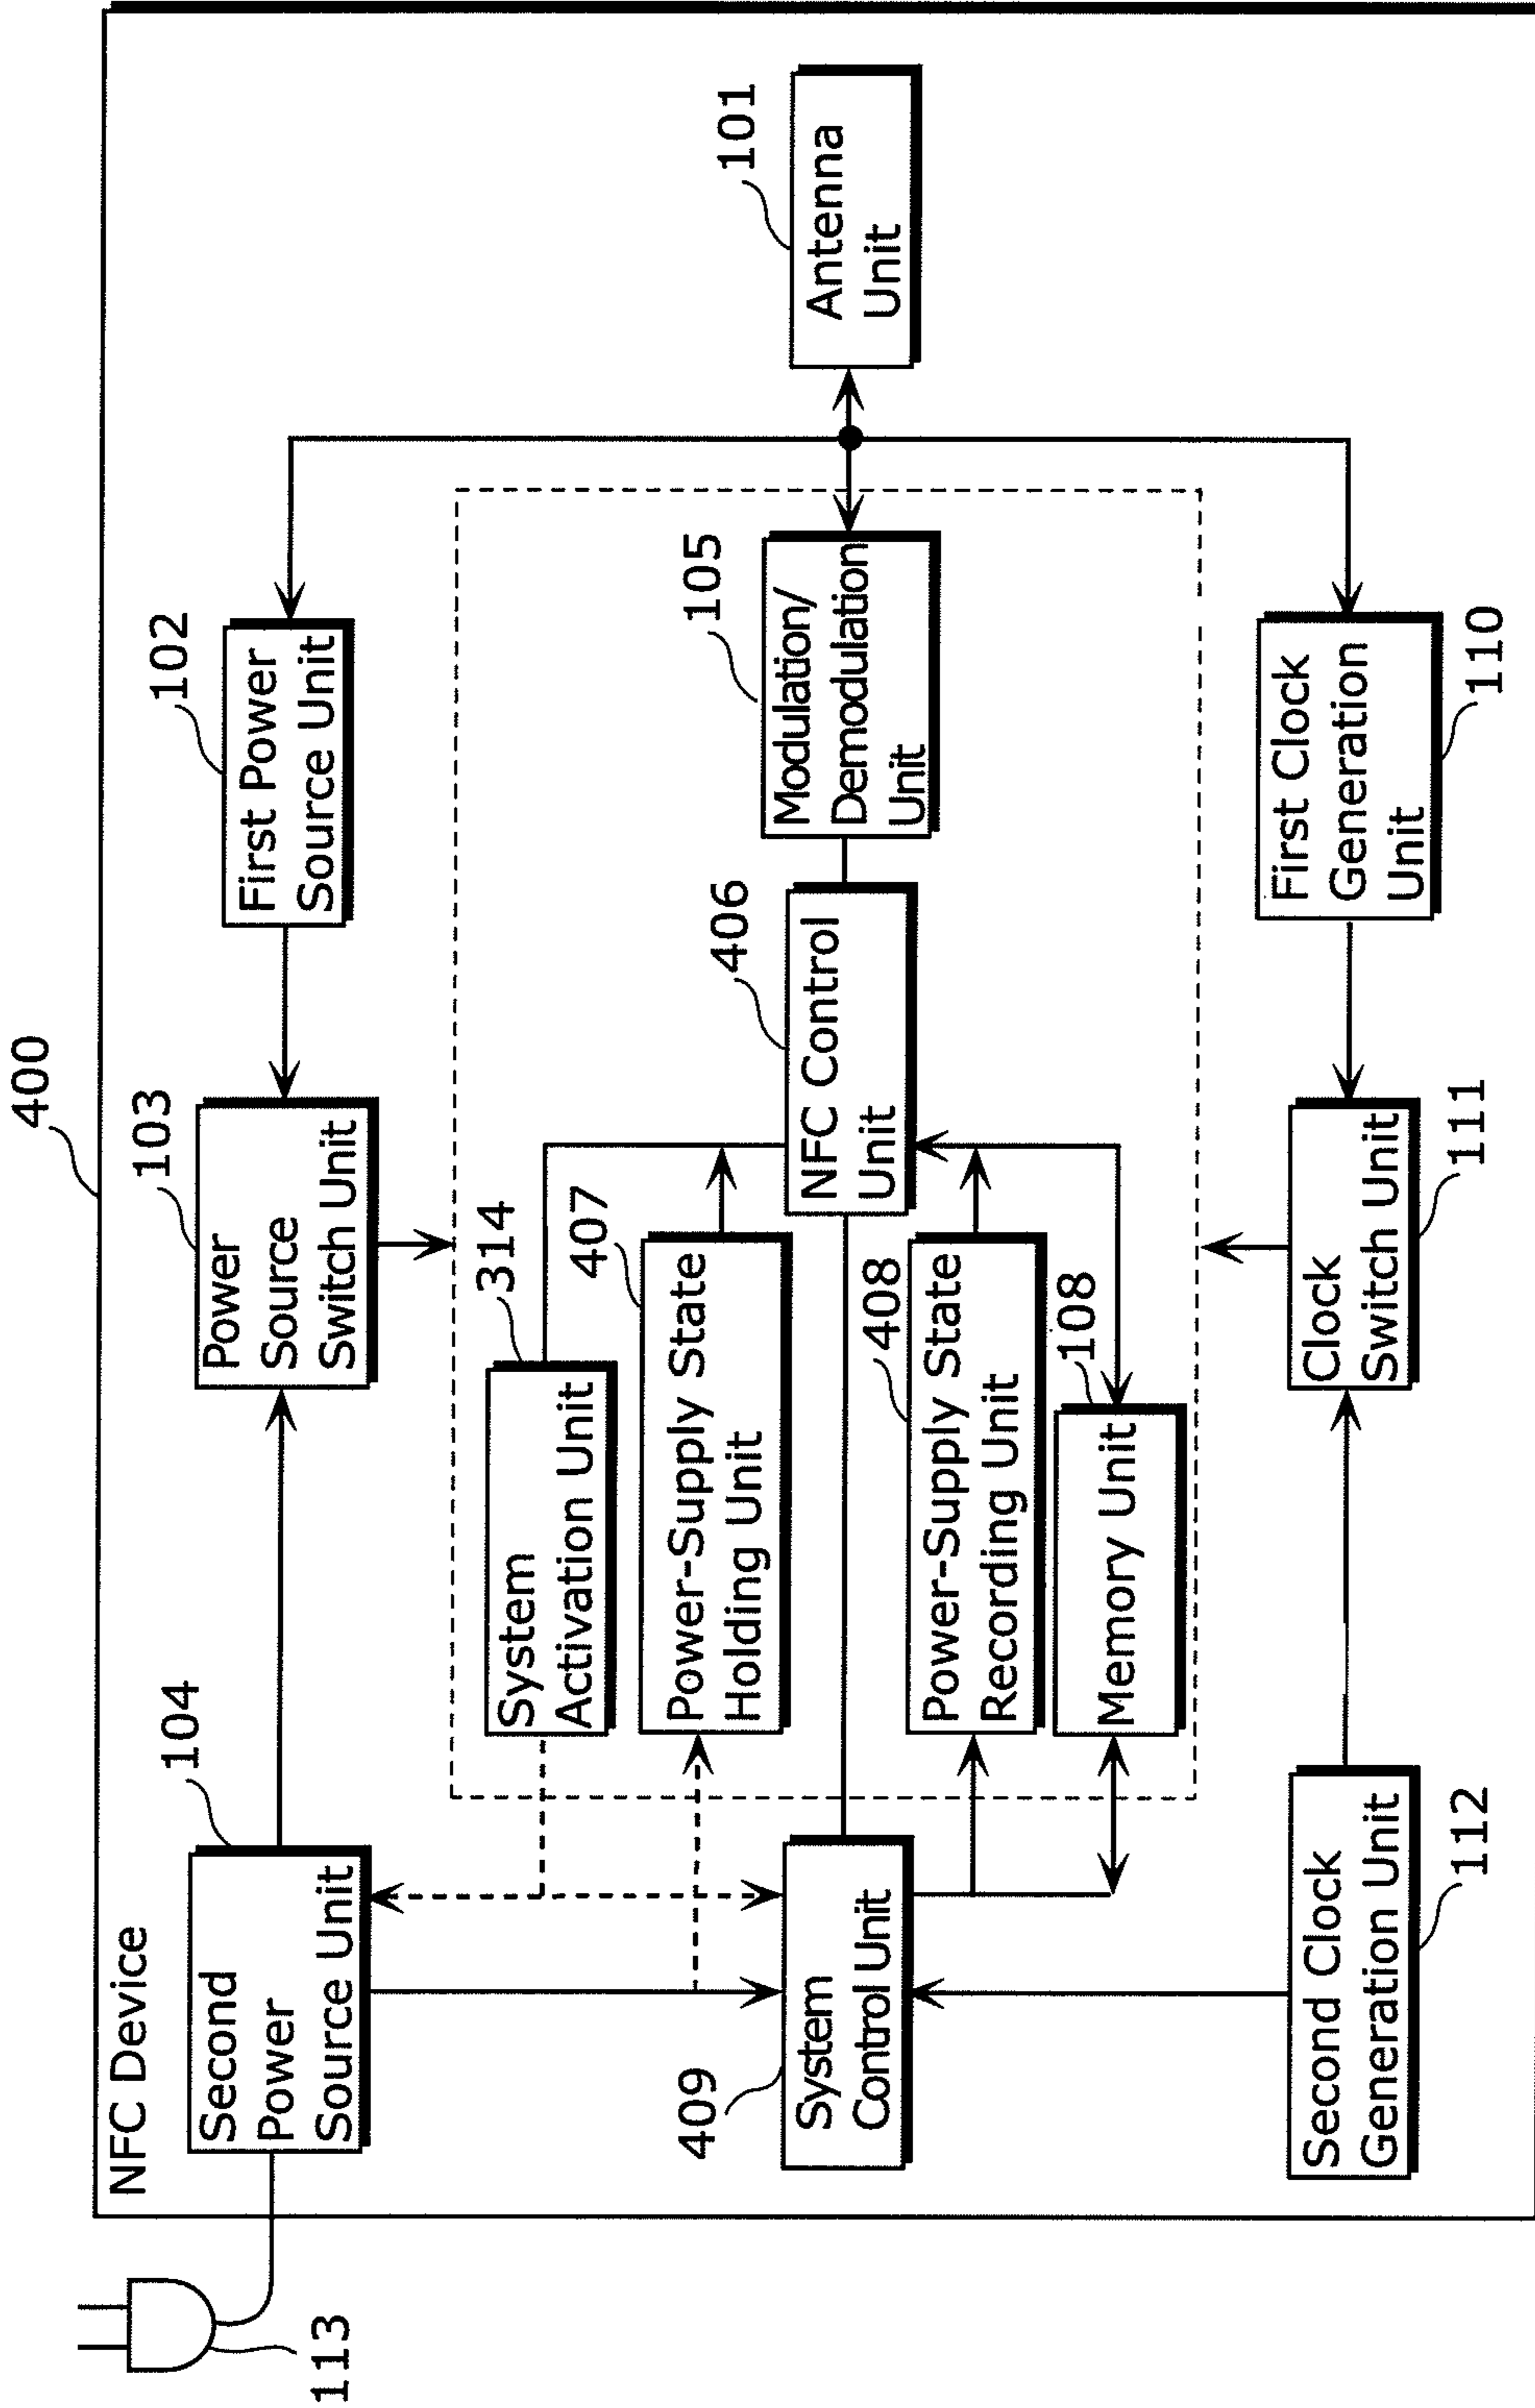 400
NFC Device
113
104
Second
Power
Source Unit
103
Power
Source
Switch Unit
102
First Power
Source Unit
314
System
Activation Unit
407
Power-Supply State
Holding Unit
409
System
Control Unit
406
NFC Control
Unit
105
Modulation/
Demodulation
Unit
101
Antenna
Unit
408
Power-Supply State
Recording Unit
108
Memory Unit
Second Clock
Generation Unit
112
Clock
Switch Unit
111
First Clock
Generation
Unit
110